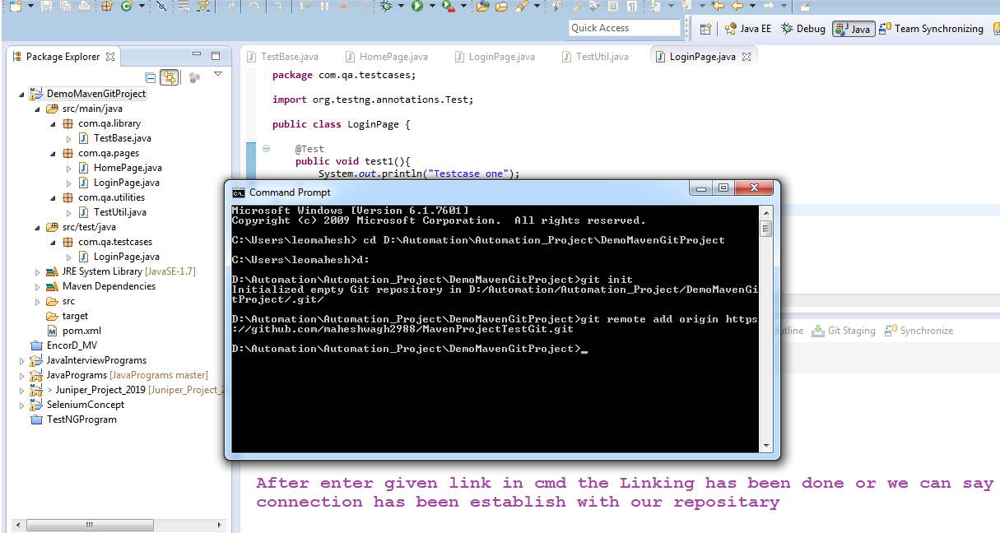 Quick Access
Java EE
Debug
Java
Team Synchronizing
Package Explorer
TestBase.java
HomePage.java
LoginPage.java
TestUtil.java
LoginPage.java
DemoMavenGitProject
src/main/java
com.qa.library
TestBase.java
com.qa.pages
HomePage.java
LoginPage.java
com.qa.utilities
TestUtil.java
src/test/java
com.qa.testcases
LoginPage.java
JRE System Library [JavaSE-1.7]
Maven Dependencies
src
target
pom.xml
EncorD_MV
JavaInterviewPrograms
JavaPrograms [JavaPrograms master]
> Juniper_Project_2019 [Juniper_Project_2
SeleniumConcept
TestNGProgram
package com.qa.testcases;
import org.testng.annotations.Test;
public class LoginPage {
@Test
public void test1(){
System.out.println("Testcase one");
Command Prompt
Microsoft Windows [Version 6.1.7601]
Copyright (c) 2009 Microsoft Corporation.  All rights reserved.
C:\Users\leomahesh> cd D:\Automation\Automation_Project\DemoMavenGitProject
C:\Users\leomahesh>d:
D:\Automation\Automation_Project\DemoMavenGitProject>git init
Initialized empty Git repository in D:/Automation/Automation_Project/DemoMavenGi
tProject/.git/
D:\Automation\Automation_Project\DemoMavenGitProject>git remote add origin https
://github.com/maheshwagh2988/MavenProjectTestGit.git
D:\Automation\Automation_Project\DemoMavenGitProject>_
utline
Git Staging
Synchronize
After enter given link in cmd the Linking has been done or we can say
connection has been establish with our repositary